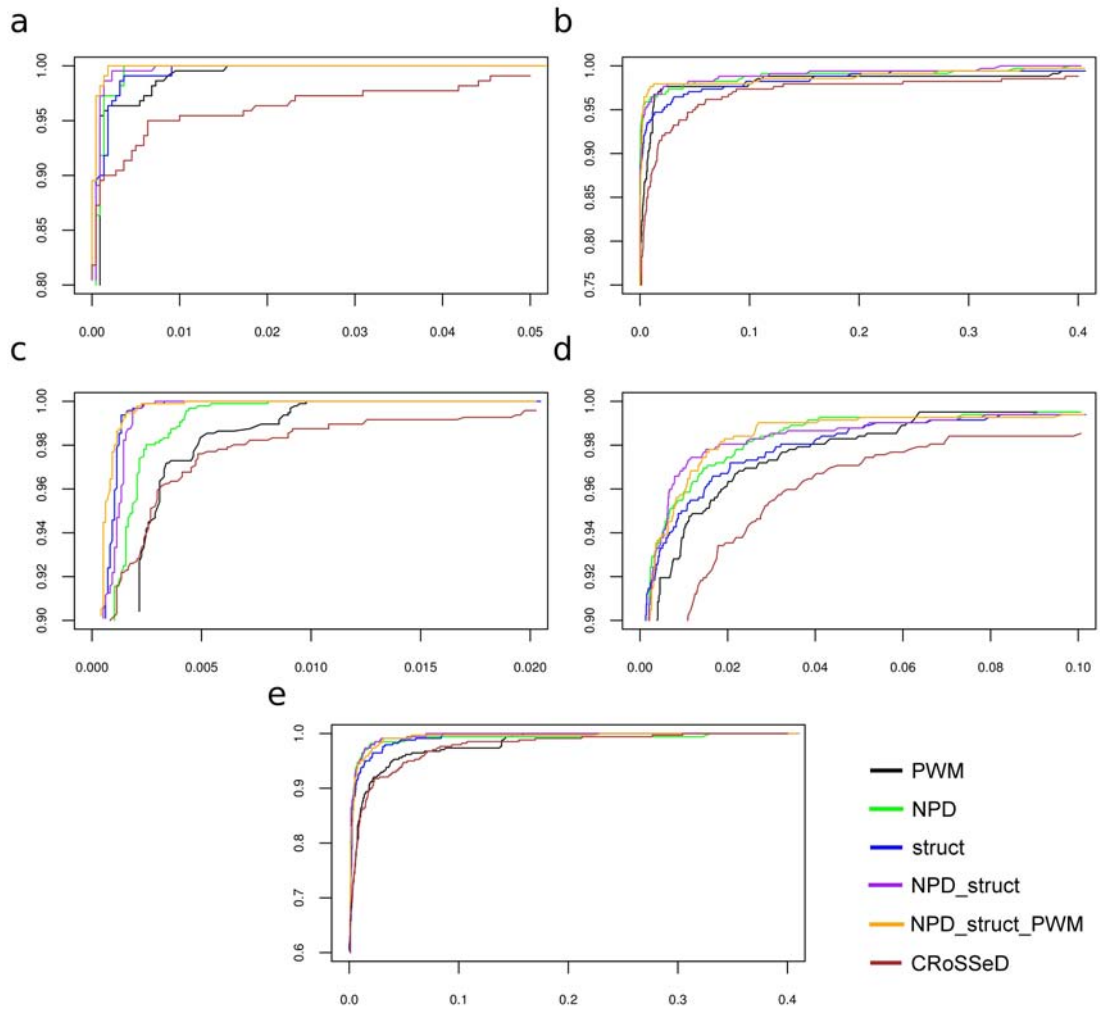 a
1.00
0.95
0.90
0.85
0.80
0.00 0.01 0.02 0.03 0.04 0.05
b
1.00
0.95
0.90
0.85
0.80
0.75
0.0 0.1 0.2 0.3 0.4
c
1.00
0.98
0.96
0.94
0.92
0.90
0.000 0.005 0.010 0.015 0.020
d
1.00
0.98
0.96
0.94
0.92
0.90
0.00 0.02 0.04 0.06 0.08 0.10
e
1.0
0.9
0.8
0.7
0.6
0.0 0.1 0.2 0.3 0.4
PWM
NPD
struct
NPD_struct
NPD_struct_PWM
CRoSSeD